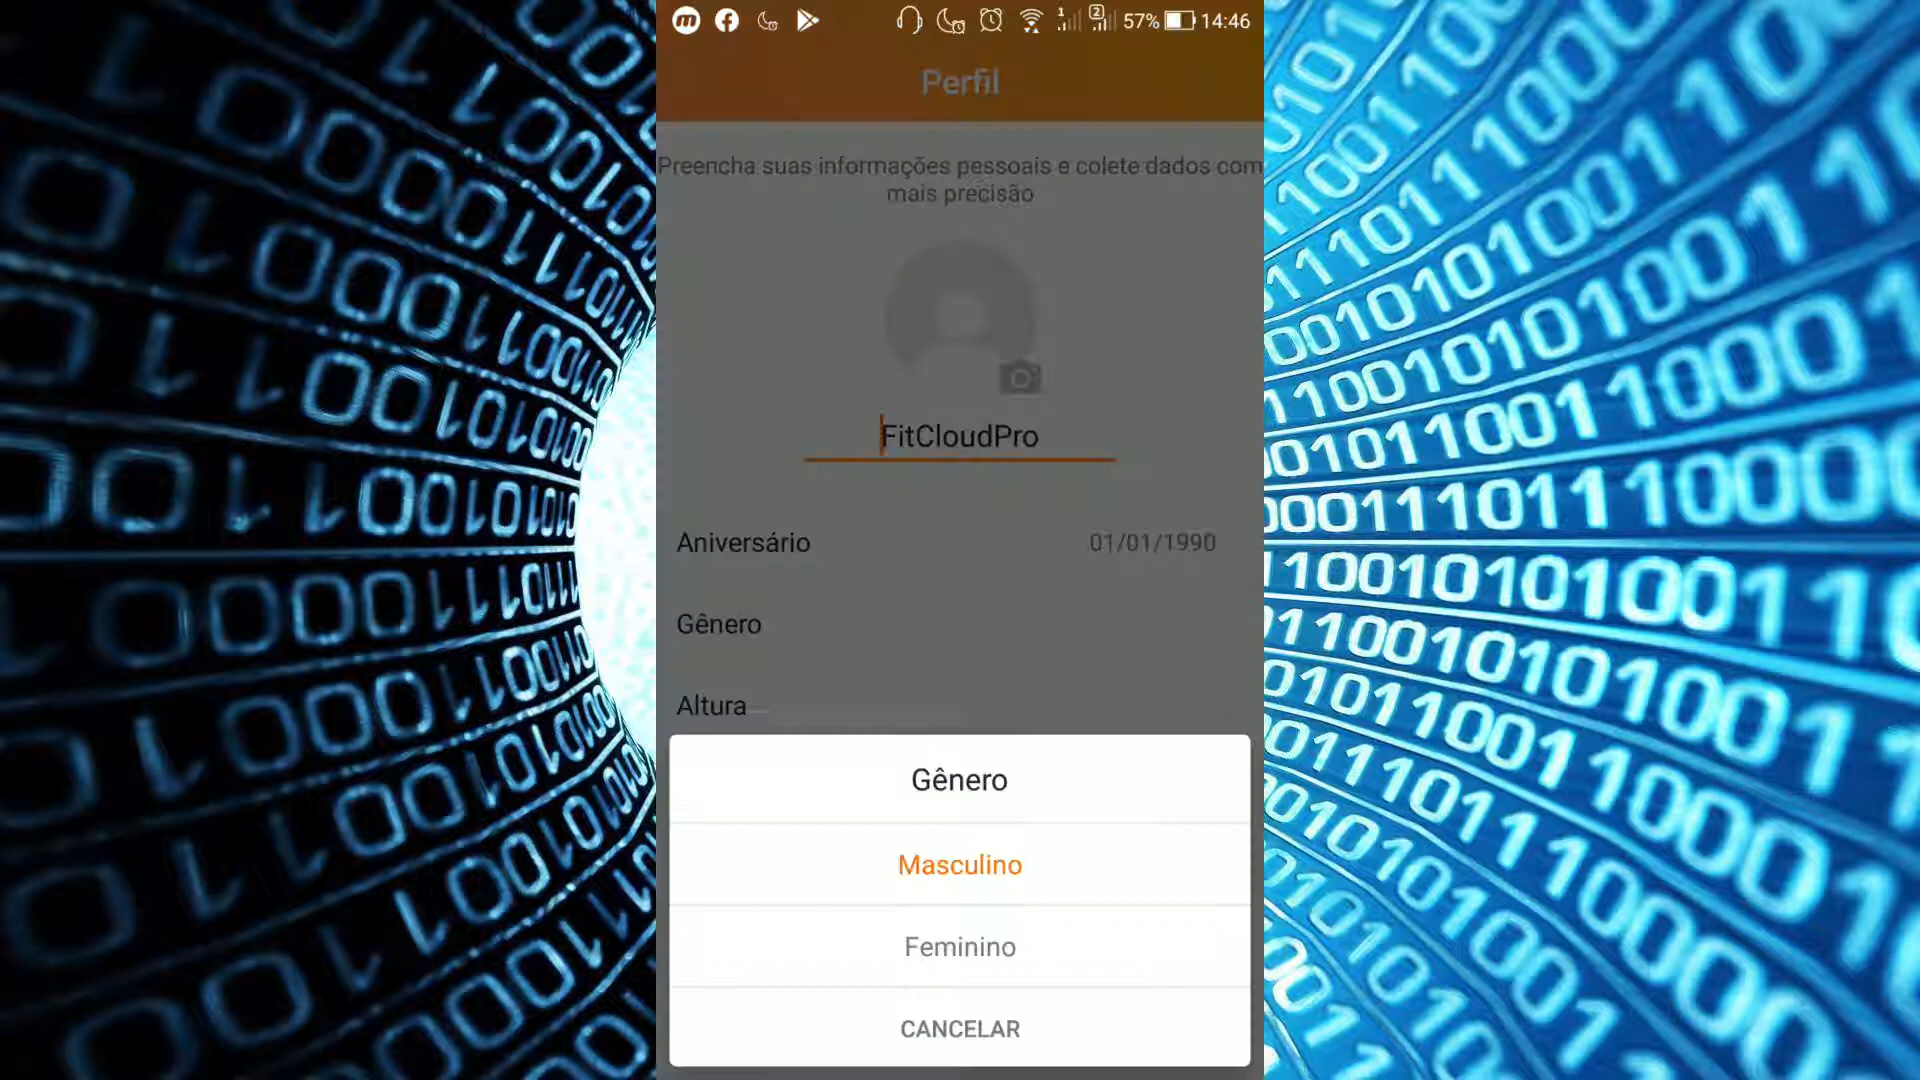 57% 14:46
Perfil
Preencha suas informações pessoais e colete dados com
mais precisão
FitCloudPro
Aniversário 01/01/1990
Gênero
Altura
Gênero
Masculino
Feminino
CANCELAR